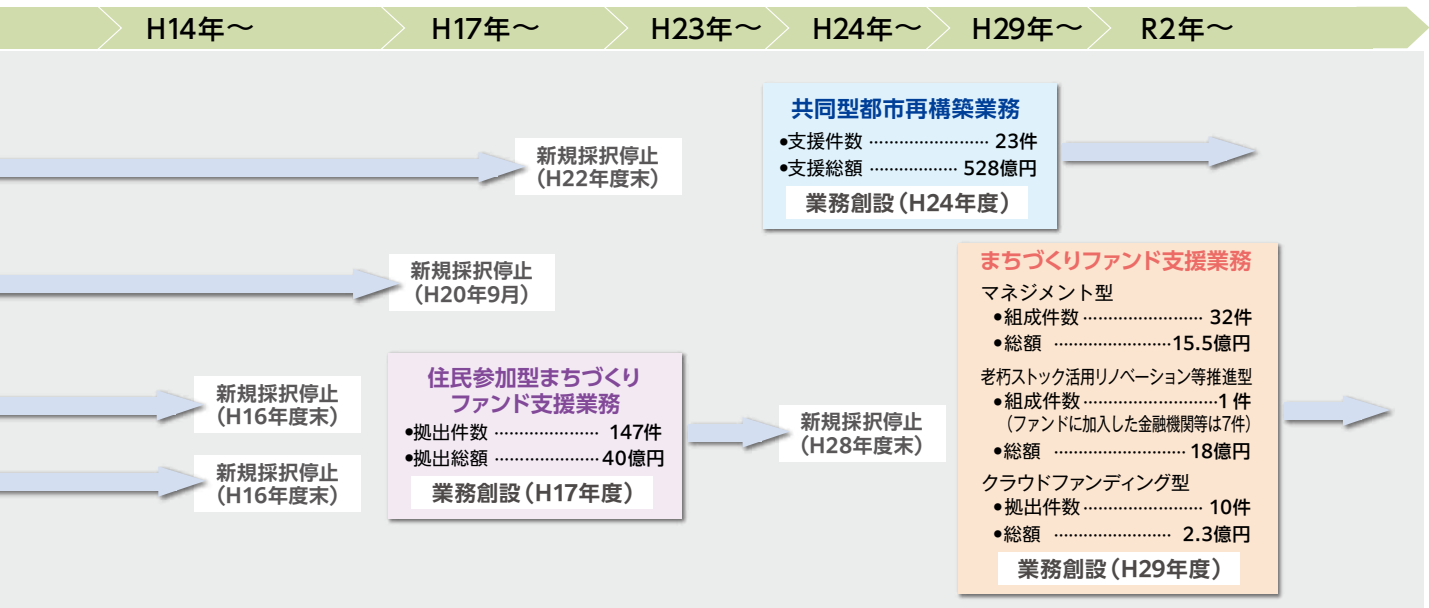 H14年～ H17年～ H23年～ H24年～ H29年～ R2年～
新規採択停止
（H22年度末）
共同型都市再構築業務
•支援件数 …………………… 23件
•支援総額 ……………… 528億円
業務創設（H24年度）
新規採択停止
（H20年9月）
新規採択停止
（H16年度末）
新規採択停止
（H16年度末）
住民参加型まちづくり
ファンド支援業務
•拠出件数 ………………… 147件
•拠出総額 …………………40億円
業務創設（H17年度）
新規採択停止
（H28年度末）
まちづくりファンド支援業務
マネジメント型
•組成件数 …………………… 32件
•総額 ……………………15.5億円
老朽ストック活用リノベーション等推進型
•組成件数………………………1件
（ファンドに加入した金融機関等は7件）
•総額 ……………………… 18億円
クラウドファンディング型
•拠出件数 …………………… 10件
•総額 …………………… 2.3億円
業務創設（H29年度）